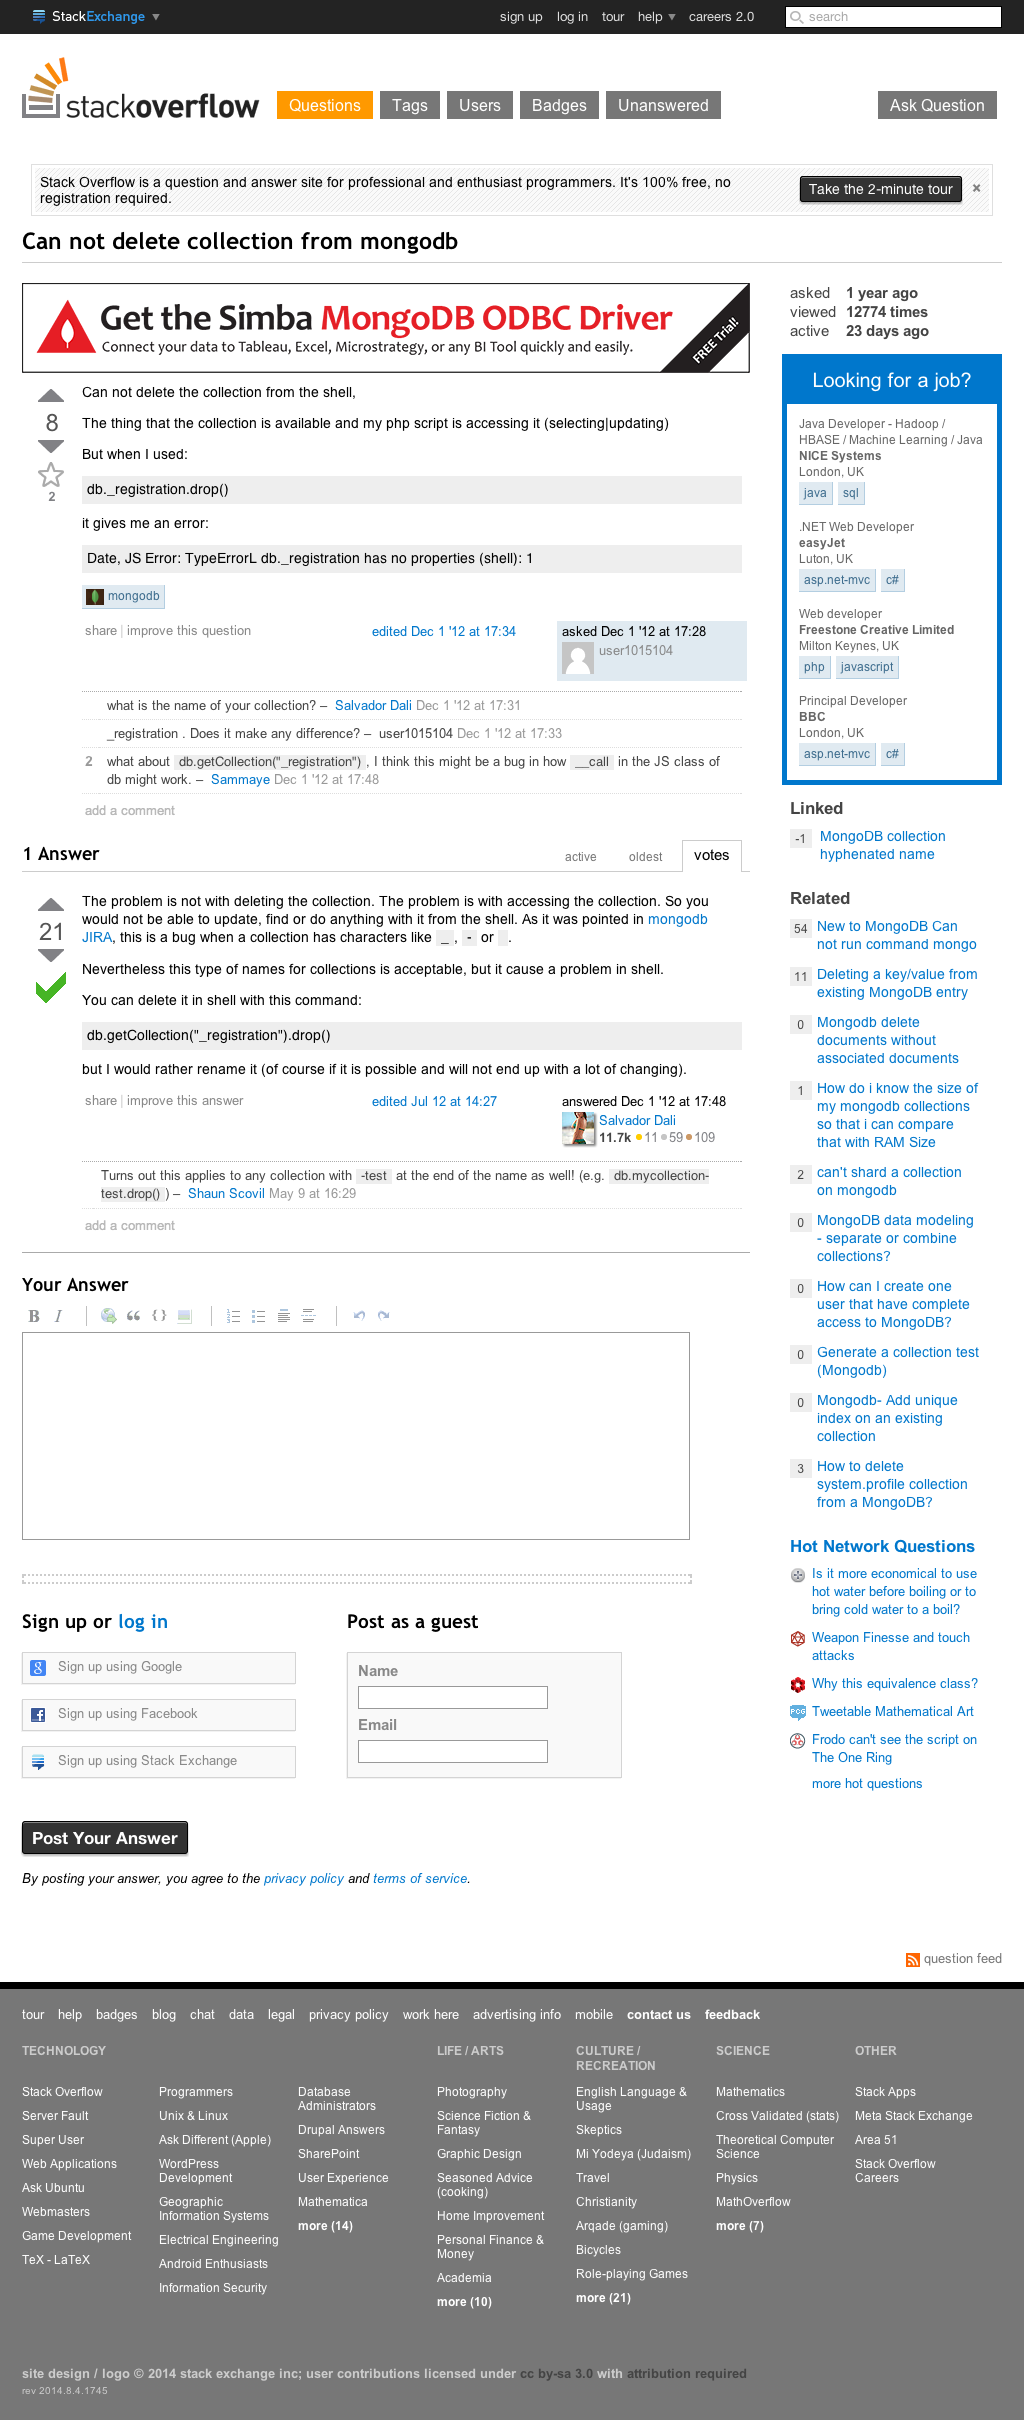 StackExchange
sign up log in tour help careers 2.0 search
stackoverflow Questions Tags Users Badges Unanswered Ask Question
Stack Overflow is a question and answer site for professional and enthusiast programmers. It's 100% free, no
registration required.
Take the 2-minute tour ×
Can not delete collection from mongodb
Get the Simba MongoDB ODBC Driver
Connect your data to Tableau, Excel, Microstrategy, or any BI Tool quickly and easily.
FREE Trial!
8
2
Can not delete the collection from the shell,
The thing that the collection is available and my php script is accessing it (selecting|updating)
But when I used:
db._registration.drop()
it gives me an error:
Date, JS Error: TypeErrorL db._registration has no properties (shell): 1
mongodb
share | improve this question
edited Dec 1 '12 at 17:34
asked Dec 1 '12 at 17:28
user1015104
what is the name of your collection? – Salvador Dali Dec 1 '12 at 17:31
_registration . Does it make any difference? – user1015104 Dec 1 '12 at 17:33
2 what about db.getCollection("_registration") , I think this might be a bug in how __call in the JS class of
db might work. – Sammaye Dec 1 '12 at 17:48
add a comment
1 Answer
active oldest votes
21
The problem is not with deleting the collection. The problem is with accessing the collection. So you
would not be able to update, find or do anything with it from the shell. As it was pointed in mongodb
JIRA, this is a bug when a collection has characters like _ , - or .
Nevertheless this type of names for collections is acceptable, but it cause a problem in shell.
You can delete it in shell with this command:
db.getCollection("_registration").drop()
but I would rather rename it (of course if it is possible and will not end up with a lot of changing).
share | improve this answer
edited Jul 12 at 14:27
answered Dec 1 '12 at 17:48
Salvador Dali
11.7k 11 59 109
Turns out this applies to any collection with -test at the end of the name as well! (e.g. db.mycollection-
test.drop() ) – Shaun Scovil May 9 at 16:29
add a comment
Your Answer
B I
Sign up or log in
Sign up using Google
Sign up using Facebook
Sign up using Stack Exchange
Post as a guest
Name
Email
Post Your Answer
By posting your answer, you agree to the privacy policy and terms of service.
asked 1 year ago
viewed 12774 times
active 23 days ago
Looking for a job?
Java Developer - Hadoop /
HBASE / Machine Learning / Java
NICE Systems
London, UK
java sql
.NET Web Developer
easyJet
Luton, UK
asp.net-mvc c#
Web developer
Freestone Creative Limited
Milton Keynes, UK
php javascript
Principal Developer
BBC
London, UK
asp.net-mvc c#
Linked
-1 MongoDB collection
hyphenated name
Related
54 New to MongoDB Can
not run command mongo
11 Deleting a key/value from
existing MongoDB entry
0 Mongodb delete
documents without
associated documents
1 How do i know the size of
my mongodb collections
so that i can compare
that with RAM Size
2 can't shard a collection
on mongodb
0 MongoDB data modeling
- separate or combine
collections?
0 How can I create one
user that have complete
access to MongoDB?
0 Generate a collection test
(Mongodb)
0 Mongodb- Add unique
index on an existing
collection
3 How to delete
system.profile collection
from a MongoDB?
Hot Network Questions
Is it more economical to use
hot water before boiling or to
bring cold water to a boil?
Weapon Finesse and touch
attacks
Why this equivalence class?
PCG Tweetable Mathematical Art
Frodo can't see the script on
The One Ring
more hot questions
question feed
tour help badges blog chat data legal privacy policy work here advertising info mobile contact us feedback
TECHNOLOGY
Stack Overflow
Server Fault
Super User
Web Applications
Ask Ubuntu
Webmasters
Game Development
TeX - LaTeX
Programmers
Unix & Linux
Ask Different (Apple)
WordPress
Development
Geographic
Information Systems
Electrical Engineering
Android Enthusiasts
Information Security
Database
Administrators
Drupal Answers
SharePoint
User Experience
Mathematica
more (14)
LIFE / ARTS
Photography
Science Fiction &
Fantasy
Graphic Design
Seasoned Advice
(cooking)
Home Improvement
Personal Finance &
Money
Academia
more (10)
CULTURE /
RECREATION
English Language &
Usage
Skeptics
Mi Yodeya (Judaism)
Travel
Christianity
Arqade (gaming)
Bicycles
Role-playing Games
more (21)
SCIENCE
Mathematics
Cross Validated (stats)
Theoretical Computer
Science
Physics
MathOverflow
more (7)
OTHER
Stack Apps
Meta Stack Exchange
Area 51
Stack Overflow
Careers
site design / logo © 2014 stack exchange inc; user contributions licensed under cc by-sa 3.0 with attribution required
rev 2014.8.4.1745